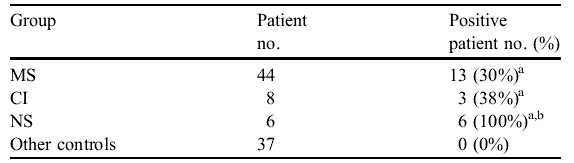 Group Patient no. Positive patient no. (%)
MS 44 13 (30%)a
CI 8 3 (38%)a
NS 6 6 (100%)a,b
Other controls 37 0 (0%)